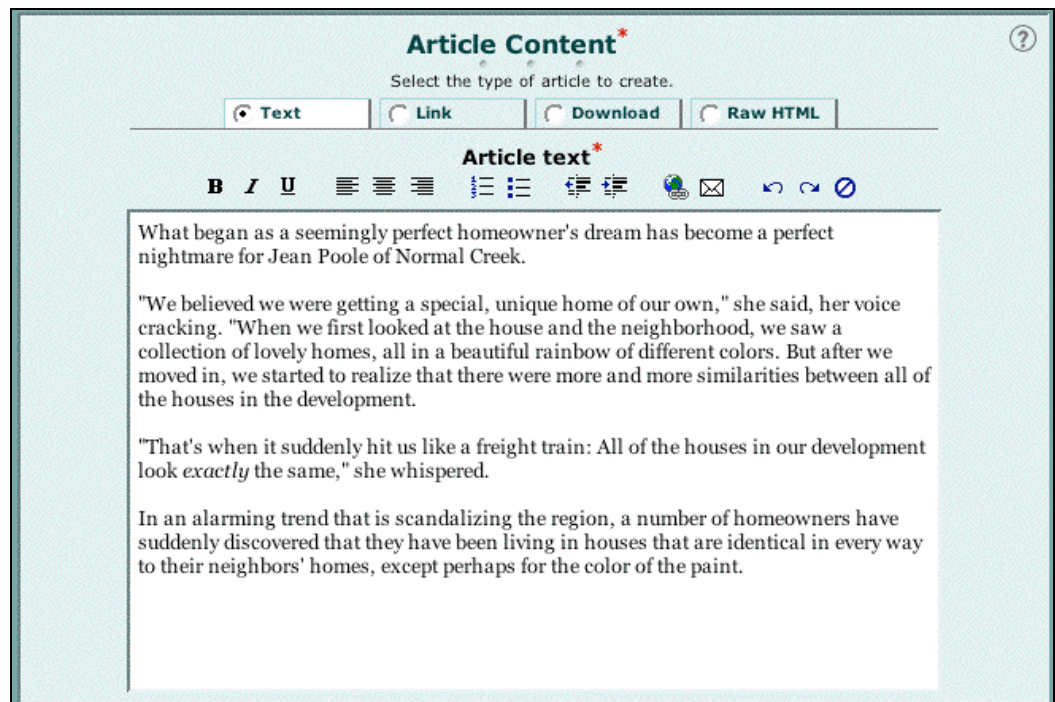 Article Content*
?
Select the type of article to create.
Text Link Download Raw HTML
Article text*
B I U
What began as a seemingly perfect homeowner's dream has become a perfect
nightmare for Jean Poole of Normal Creek.
"We believed we were getting a special, unique home of our own," she said, her voice
cracking. "When we first looked at the house and the neighborhood, we saw a
collection of lovely homes, all in a beautiful rainbow of different colors. But after we
moved in, we started to realize that there were more and more similarities between all of
the houses in the development.
"That's when it suddenly hit us like a freight train: All of the houses in our development
look exactly the same," she whispered.
In an alarming trend that is scandalizing the region, a number of homeowners have
suddenly discovered that they have been living in houses that are identical in every way
to their neighbors' homes, except perhaps for the color of the paint.